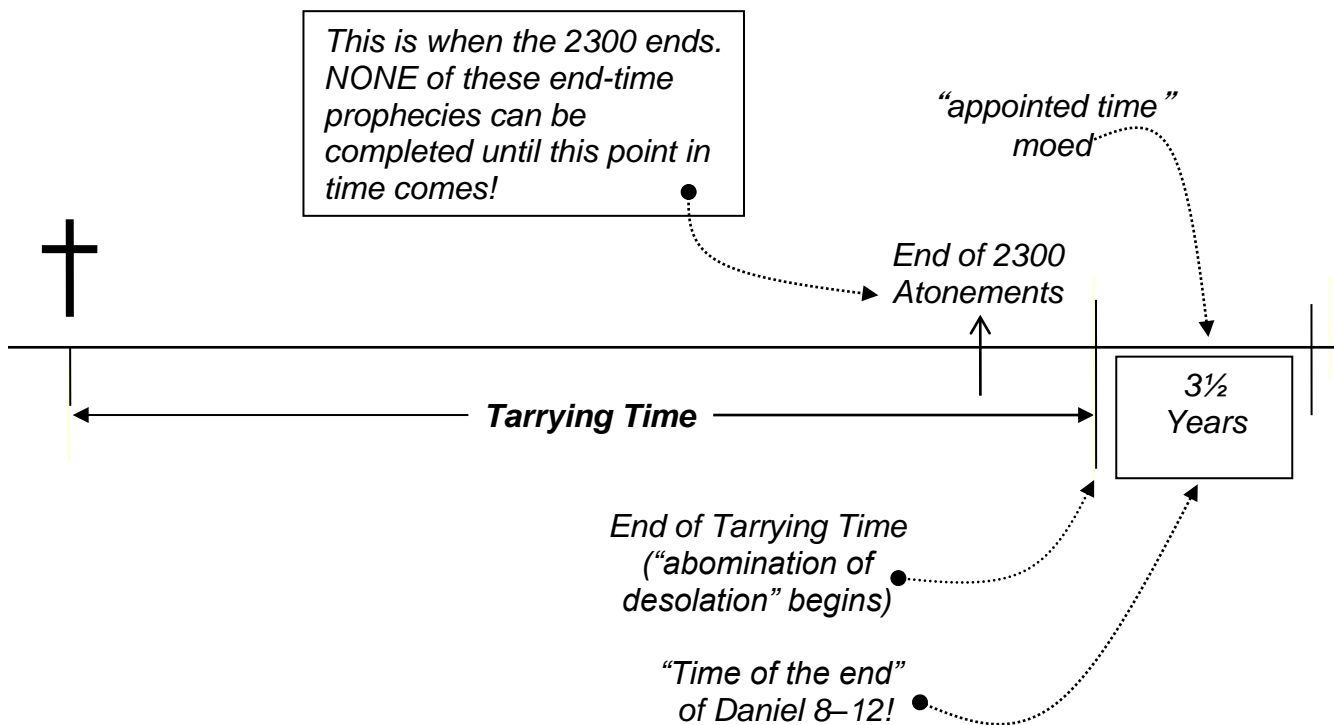 This is when the 2300 ends.
NONE of these end-time
prophecies can be
completed until this point in
time comes!
“appointed time”
moed
End of 2300
Atonements
3½
Years
Tarrying Time
End of Tarrying Time
(“abomination of
desolation” begins)
“Time of the end”
of Daniel 8–12!